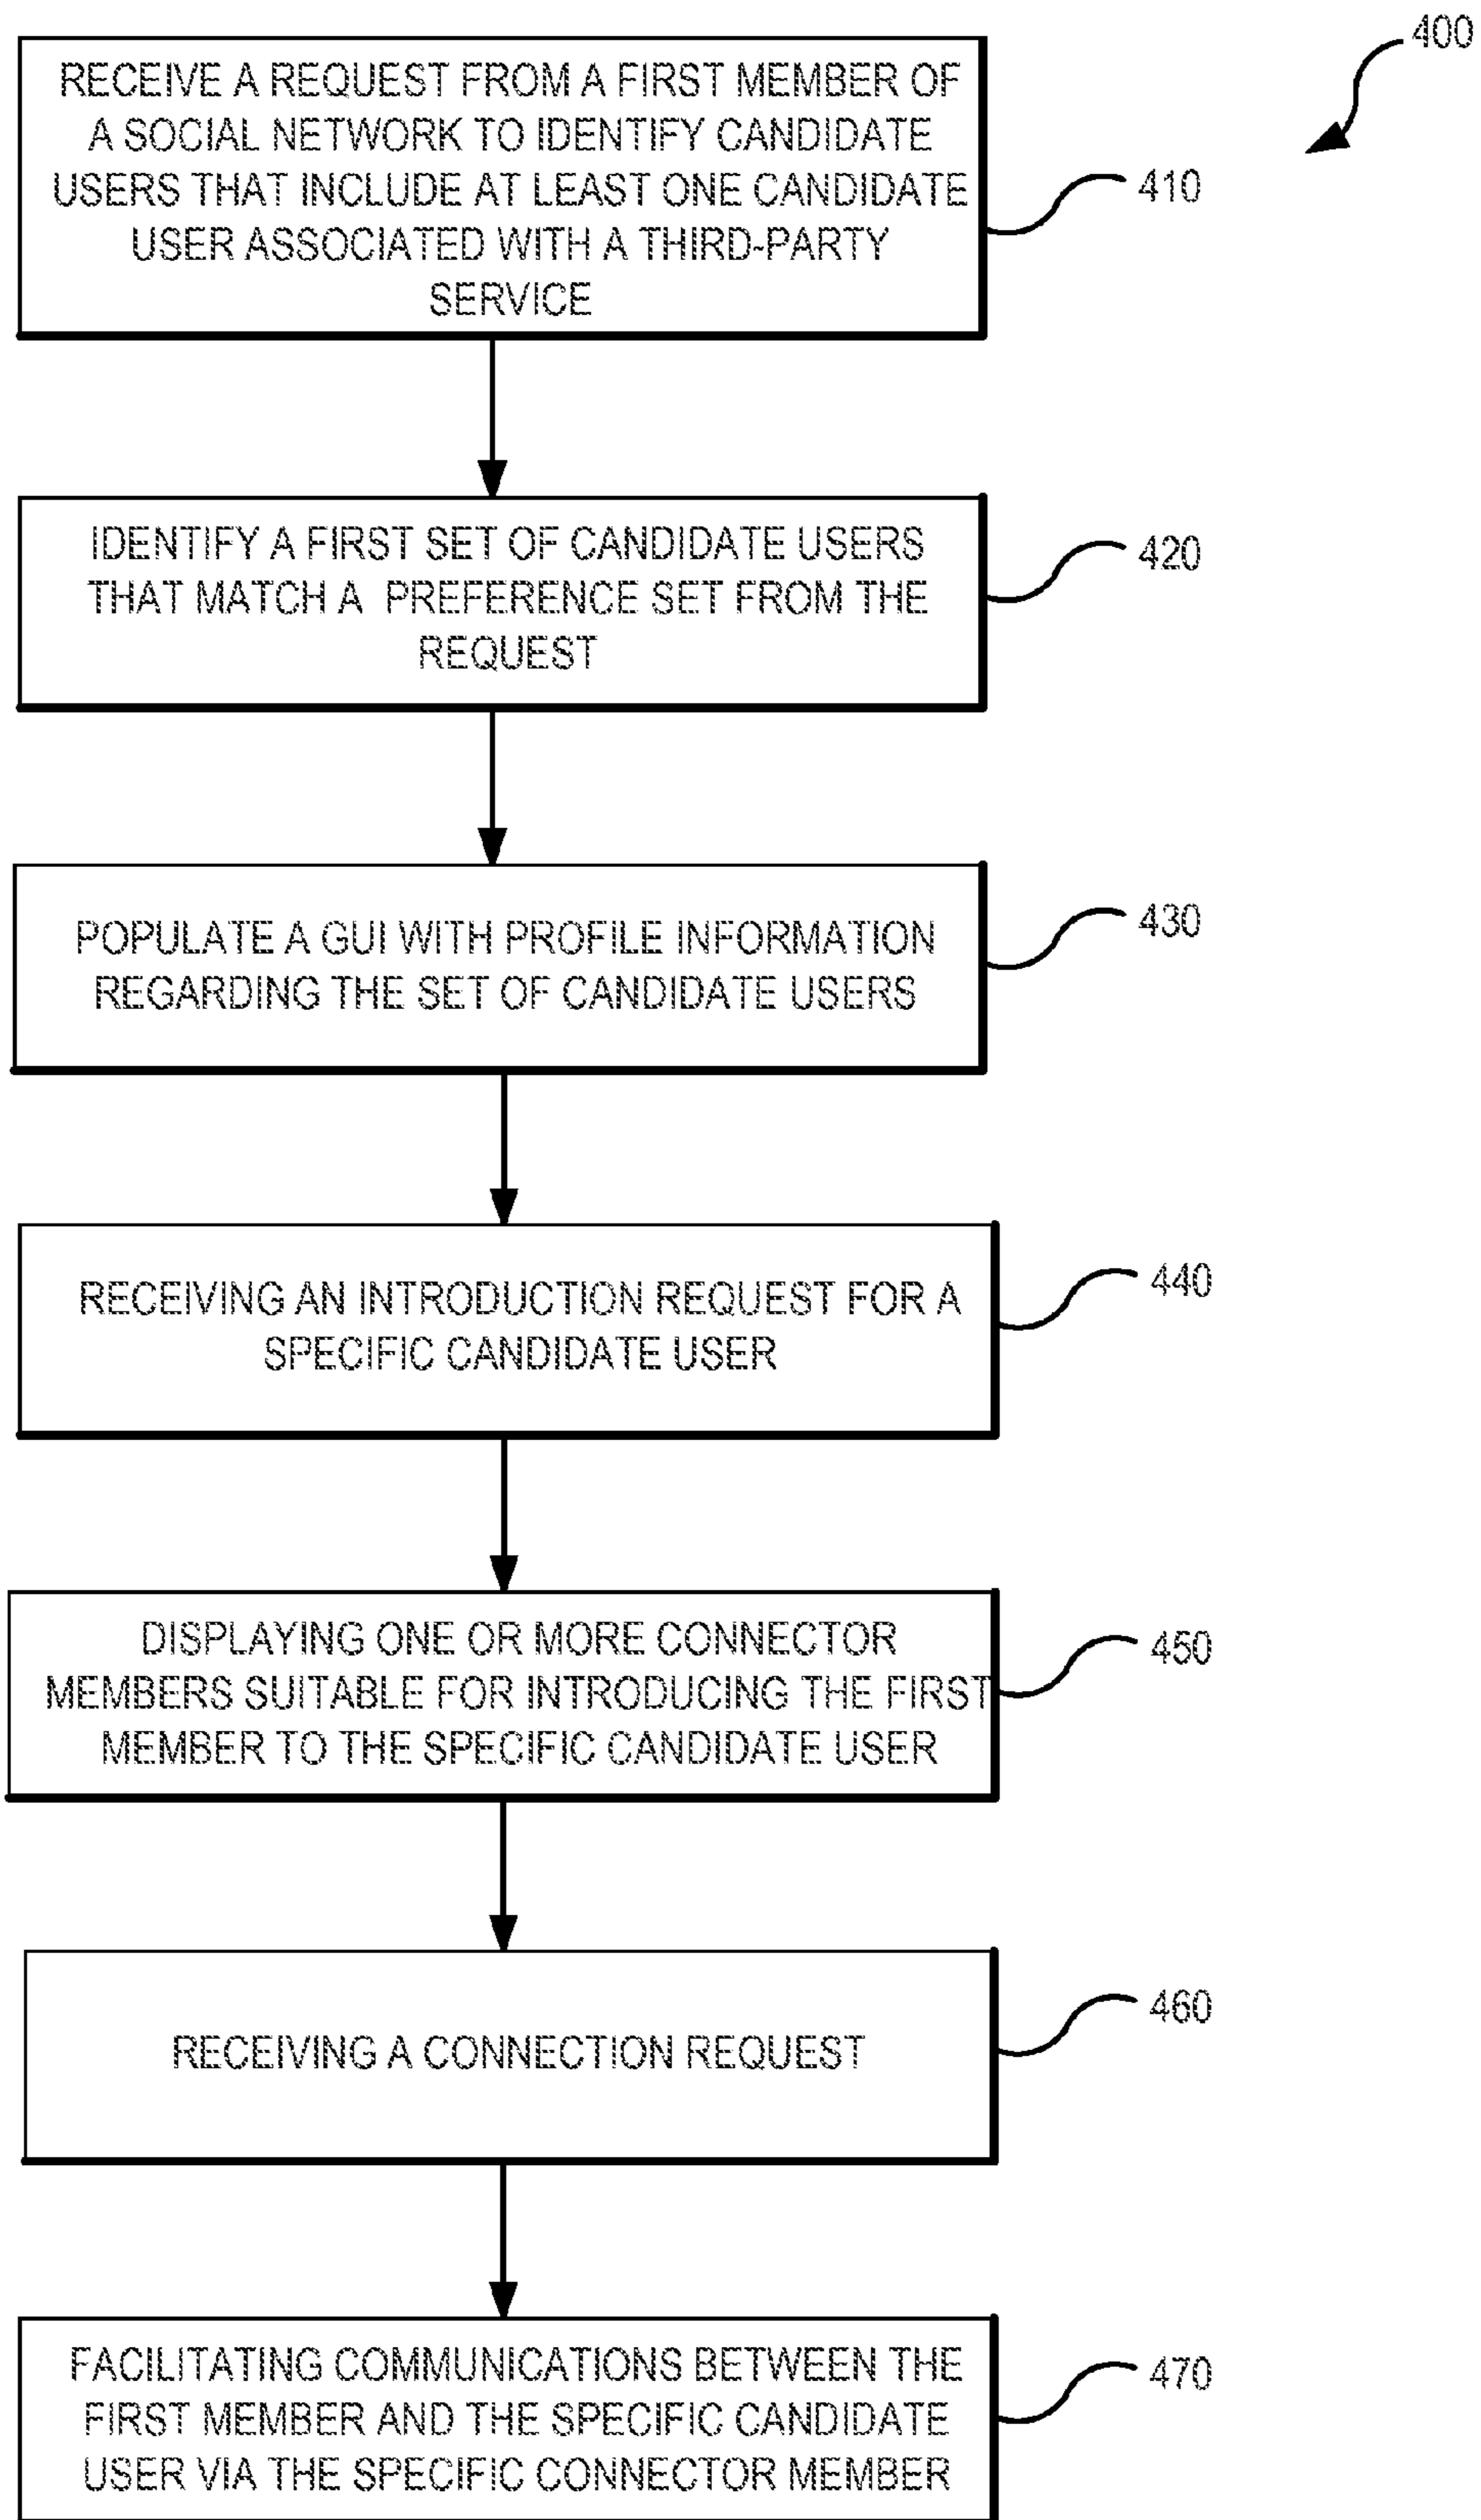 400
RECEIVE A REQUEST FROM A FIRST MEMBER OF
A SOCIAL NETWORK TO IDENTIFY CANDIDATE
USERS THAT INCLUDE AT LEAST ONE CANDIDATE
USER ASSOCIATED WITH A THIRD-PARTY
SERVICE
410
IDENTIFY A FIRST SET OF CANDIDATE USERS
THAT MATCH A PREFERENCE SET FROM THE
REQUEST
420
POPULATE A GUI WITH PROFILE INFORMATION
REGARDING THE SET OF CANDIDATE USERS
430
RECEIVING AN INTRODUCTION REQUEST FOR A
SPECIFIC CANDIDATE USER
440
DISPLAYING ONE OR MORE CONNECTOR
MEMBERS SUITABLE FOR INTRODUCING THE FIRST
MEMBER TO THE SPECIFIC CANDIDATE USER
450
RECEIVING A CONNECTION REQUEST
460
FACILITATING COMMUNICATIONS BETWEEN THE
FIRST MEMBER AND THE SPECIFIC CANDIDATE
USER VIA THE SPECIFIC CONNECTOR MEMBER
470